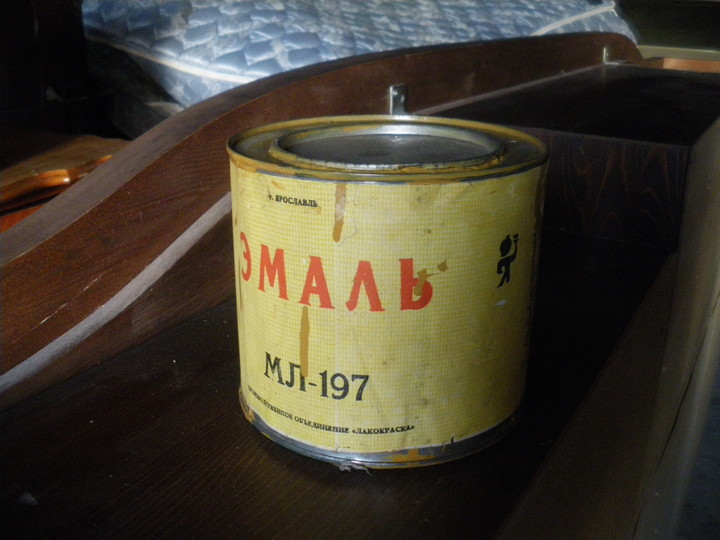 г. ЯРОСЛАВЛЬ
ЭМАЛЬ
МЛ-197
ПРОИЗВОДСТВЕННОЕ ОБЪЕДИНЕНИЕ «ЛАКОКРАСКА»